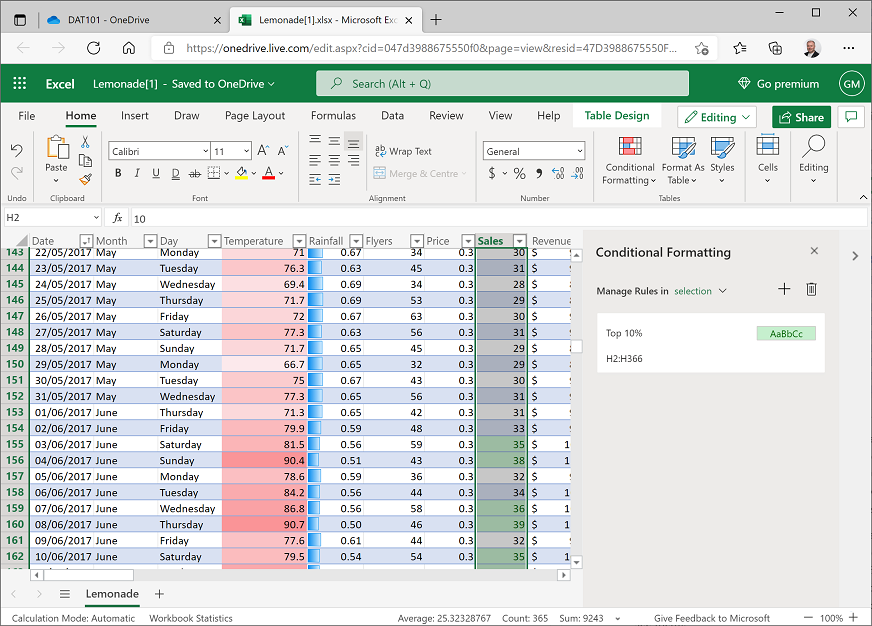 DAT101 - OneDrive
Lemonade[1].xlsx - Microsoft Exc
https://onedrive.live.com/edit.aspx?cid=047d3988675550f0&page=view&resid=47D3988675550F...
Excel Lemonade[1] - Saved to OneDrive
Search (Alt + Q)
Go premium GM
File Home Insert Draw Page Layout Formulas Data Review View Help Table Design Editing Share
Paste
Calibri 11
B I U D ab A
Wrap Text
Merge & Centre
General
$ %
Conditional Formatting Format As Table Styles Cells Editing
Undo Clipboard Font Alignment Number Tables
H2 fx 10
Date Month Day Temperature Rainfall Flyers Price Sales Revenue
143 22/05/2017 May Monday 71 0.67 34 0.3 30 $
144 23/05/2017 May Tuesday 76.3 0.63 45 0.3 31 $
145 24/05/2017 May Wednesday 69.4 0.69 34 0.3 28 $
146 25/05/2017 May Thursday 71.7 0.69 53 0.3 29 $
147 26/05/2017 May Friday 72 0.67 63 0.3 30 $
148 27/05/2017 May Saturday 77.3 0.63 56 0.3 31 $
149 28/05/2017 May Sunday 71.7 0.65 45 0.3 29 $
150 29/05/2017 May Monday 66.7 0.65 32 0.3 29 $
151 30/05/2017 May Tuesday 75 0.67 43 0.3 30 $
152 31/05/2017 May Wednesday 77.3 0.65 56 0.3 31 $
153 01/06/2017 June Thursday 71.3 0.65 42 0.3 31 $
154 02/06/2017 June Friday 79.9 0.59 48 0.3 33 $
155 03/06/2017 June Saturday 81.5 0.56 59 0.3 35 $ 1
156 04/06/2017 June Sunday 90.4 0.51 43 0.3 38 $ 1
157 05/06/2017 June Monday 78.6 0.59 36 0.3 32 $
158 06/06/2017 June Tuesday 84.2 0.56 44 0.3 34 $ 1
159 07/06/2017 June Wednesday 86.8 0.56 58 0.3 36 $ 1
160 08/06/2017 June Thursday 90.7 0.50 46 0.3 39 $ 1
161 09/06/2017 June Friday 77.6 0.61 44 0.3 32 $
162 10/06/2017 June Saturday 79.5 0.54 54 0.3 35 $ 1
Conditional Formatting
Manage Rules in selection
Top 10% AaBbCc
H2:H366
Lemonade
Calculation Mode: Automatic Workbook Statistics Average: 25.32328767 Count: 365 Sum: 9243 Give Feedback to Microsoft 100%